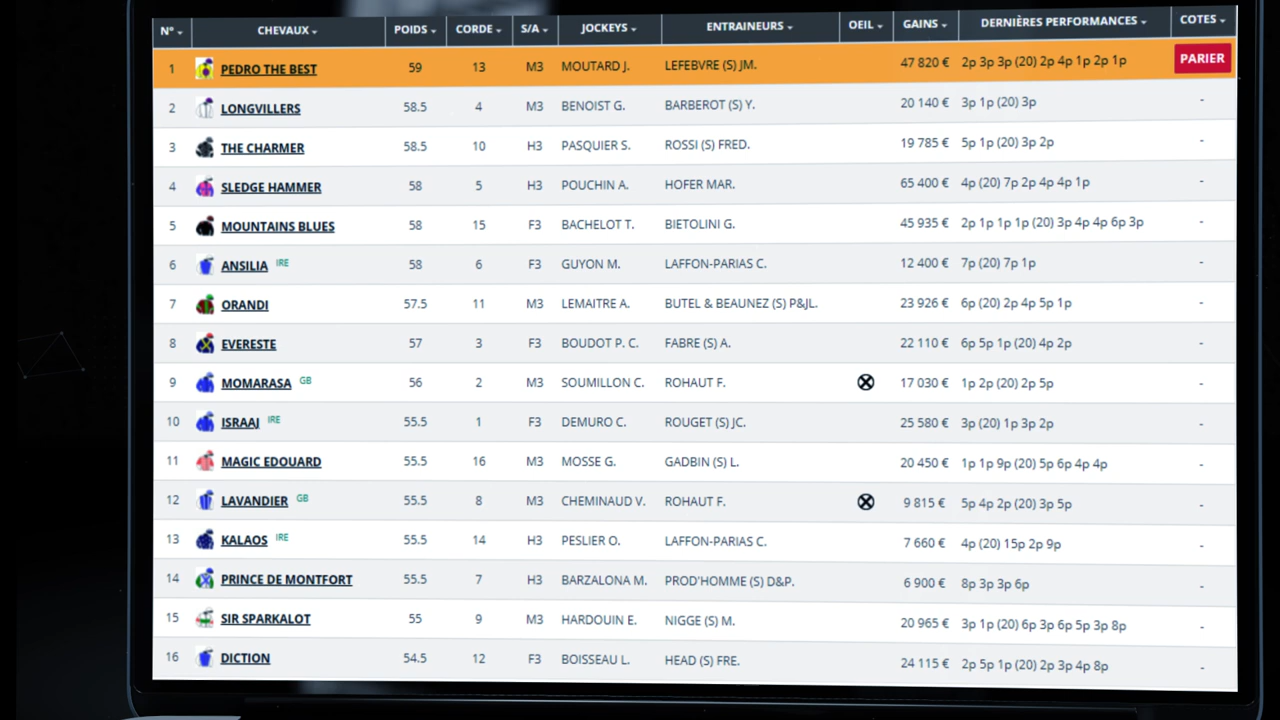 N° CHEVAUX POIDS CORDE S/A JOCKEYS ENTRAINEURS OEIL GAINS DERNIÈRES PERFORMANCES COTES
1 PEDRO THE BEST 59 13 M3 MOUTARD J. LEFEBVRE (S) JM. 47 820 € 2p 3p 3p (20) 2p 4p 1p 2p 1p PARIER
2 LONGVILLERS 58.5 4 M3 BENOIST G. BARBEROT (S) Y. 20 140 € 3p 1p (20) 3p -
3 THE CHARMER 58.5 10 H3 PASQUIER S. ROSSI (S) FRED. 19 785 € 5p 1p (20) 3p 2p -
4 SLEDGE HAMMER 58 5 H3 POUCHIN A. HOFER MAR. 65 400 € 4p (20) 7p 2p 4p 4p 1p -
5 MOUNTAINS BLUES 58 15 F3 BACHELOT T. BIETOLINI G. 45 935 € 2p 1p 1p 1p (20) 3p 4p 4p 6p 3p -
6 ANSILIA IRE 58 6 F3 GUYON M. LAFFON-PARIAS C. 12 400 € 7p (20) 7p 1p -
7 ORANDI 57.5 11 M3 LEMAITRE A. BUTEL & BEAUNEZ (S) P&JL. 23 926 € 6p (20) 2p 4p 5p 1p -
8 EVERESTE 57 3 F3 BOUDOT P. C. FABRE (S) A. 22 110 € 6p 5p 1p (20) 4p 2p -
9 MOMARASA GB 56 2 M3 SOUMILLON C. ROHAUT F. 17 030 € 1p 2p (20) 2p 5p -
10 ISRAAJ IRE 55.5 1 F3 DEMURO C. ROUGET (S) JC. 25 580 € 3p (20) 1p 3p 2p -
11 MAGIC EDOUARD 55.5 16 M3 MOSSE G. GADBIN (S) L. 20 450 € 1p 1p 9p (20) 5p 6p 4p 4p -
12 LAVANDIER GB 55.5 8 M3 CHEMINAUD V. ROHAUT F. 9 815 € 5p 4p 2p (20) 3p 5p -
13 KALAOS IRE 55.5 14 H3 PESLIER O. LAFFON-PARIAS C. 7 660 € 4p (20) 15p 2p 9p -
14 PRINCE DE MONTFORT 55.5 7 H3 BARZALONA M. PROD'HOMME (S) D&P. 6 900 € 8p 3p 3p 6p -
15 SIR SPARKALOT 55 9 M3 HARDOUIN E. NIGGE (S) M. 20 965 € 3p 1p (20) 6p 3p 6p 5p 3p 8p -
16 DICTION 54.5 12 F3 BOISSEAU L. HEAD (S) FRE. 24 115 € 2p 5p 1p (20) 2p 3p 4p 8p -